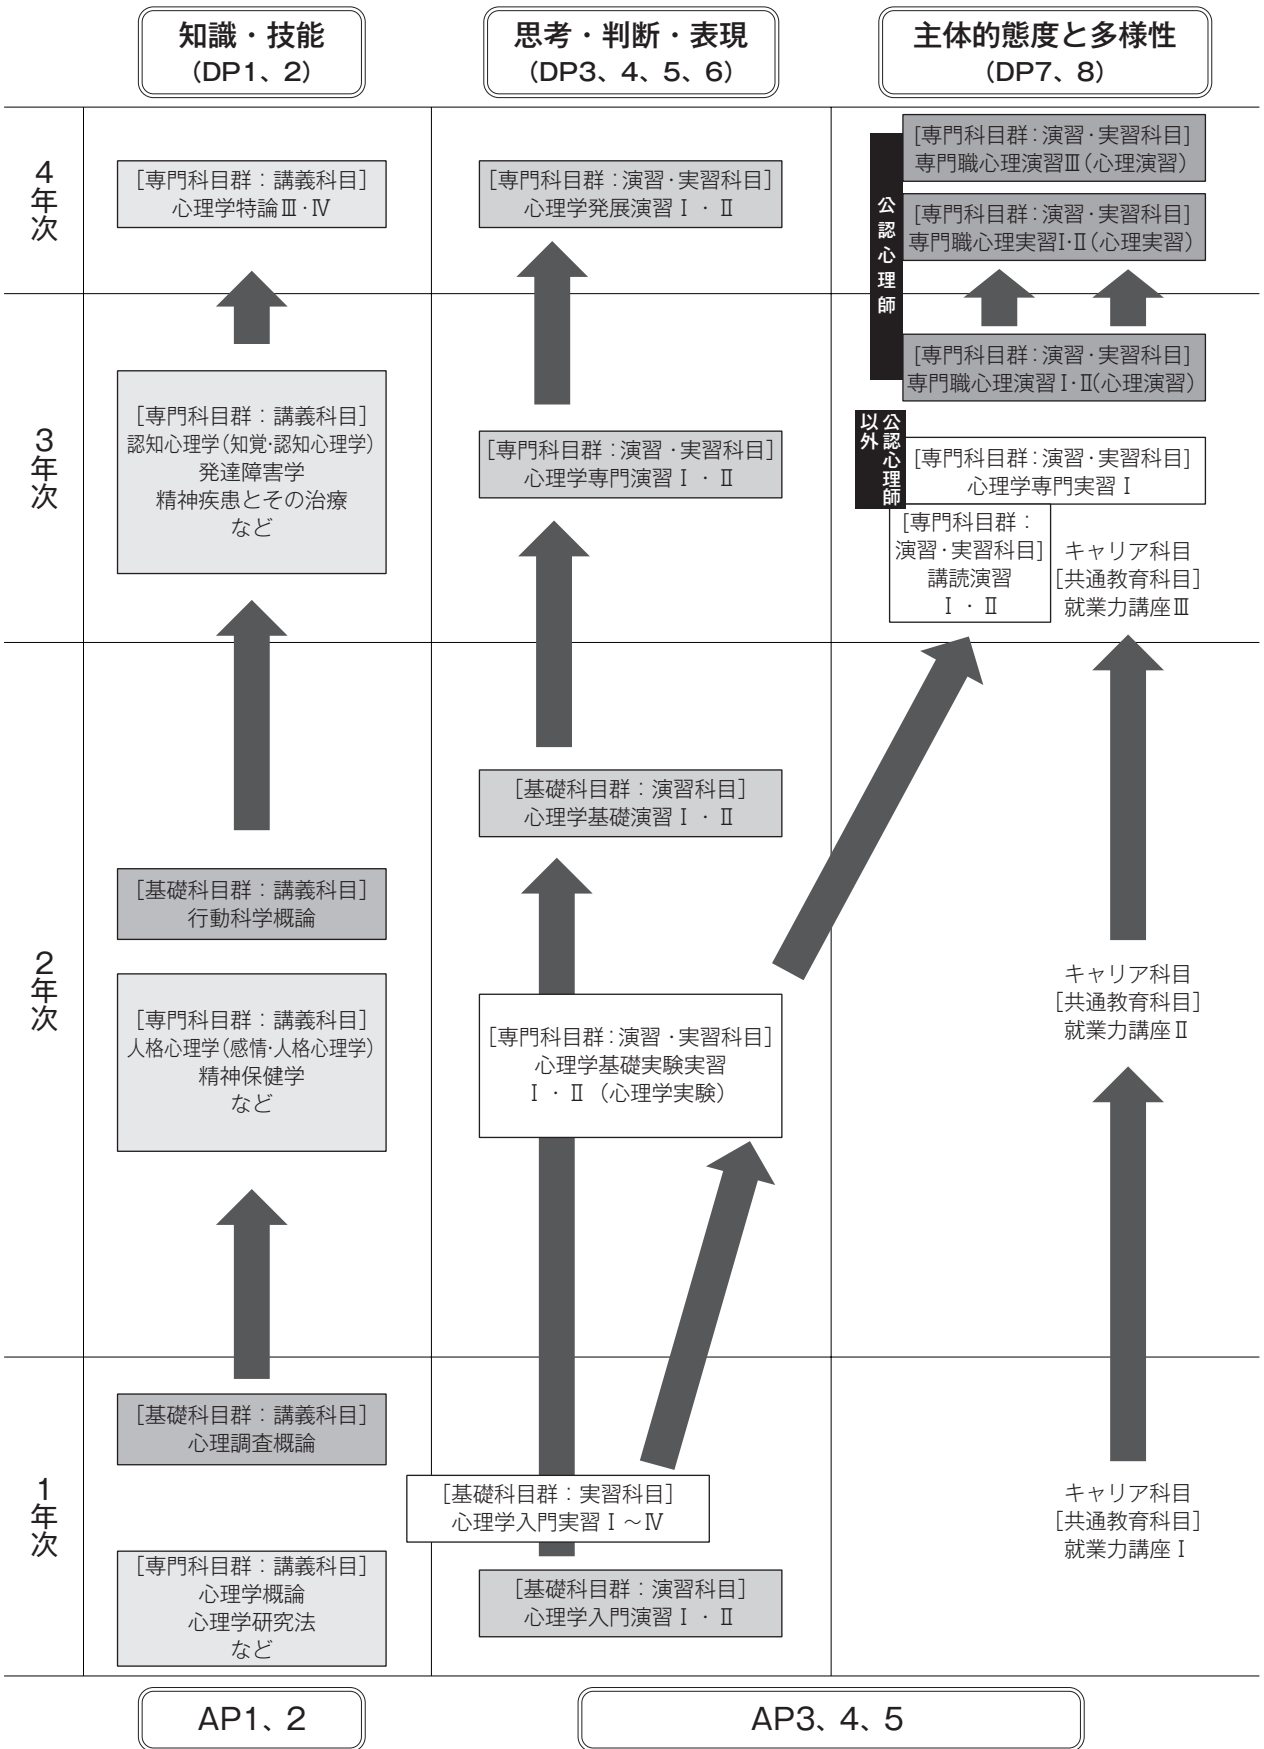 知識・技能
(DP1、2)
思考・判断・表現
(DP3、4、5、6)
主体的態度と多様性
(DP7、8)
4年次
[専門科目群：講義科目]
心理学特論Ⅲ・Ⅳ
[専門科目群：演習・実習科目]
心理学発展演習Ⅰ・Ⅱ
公認心理師
[専門科目群：演習・実習科目]
専門職心理演習Ⅲ(心理演習)
[専門科目群：演習・実習科目]
専門職心理実習Ⅰ・Ⅱ(心理実習)
3年次
[専門科目群：講義科目]
認知心理学(知覚・認知心理学)
発達障害学
精神疾患とその治療
など
[専門科目群：演習・実習科目]
心理学専門演習Ⅰ・Ⅱ
[専門科目群：演習・実習科目]
専門職心理演習Ⅰ・Ⅱ(心理演習)
公認心理師
以外
[専門科目群：演習・実習科目]
心理学専門実習Ⅰ
[専門科目群：
演習・実習科目]
講読演習
Ⅰ・Ⅱ
キャリア科目
[共通教育科目]
就業力講座Ⅲ
2年次
[基礎科目群：講義科目]
行動科学概論
[専門科目群：講義科目]
人格心理学(感情・人格心理学)
精神保健学
など
[基礎科目群：演習科目]
心理学基礎演習Ⅰ・Ⅱ
[専門科目群：演習・実習科目]
心理学基礎実験実習
Ⅰ・Ⅱ（心理学実験）
キャリア科目
[共通教育科目]
就業力講座Ⅱ
1年次
[基礎科目群：講義科目]
心理調査概論
[専門科目群：講義科目]
心理学概論
心理学研究法
など
[基礎科目群：実習科目]
心理学入門実習Ⅰ～Ⅳ
[基礎科目群：演習科目]
心理学入門演習Ⅰ・Ⅱ
キャリア科目
[共通教育科目]
就業力講座Ⅰ
AP1、2
AP3、4、5